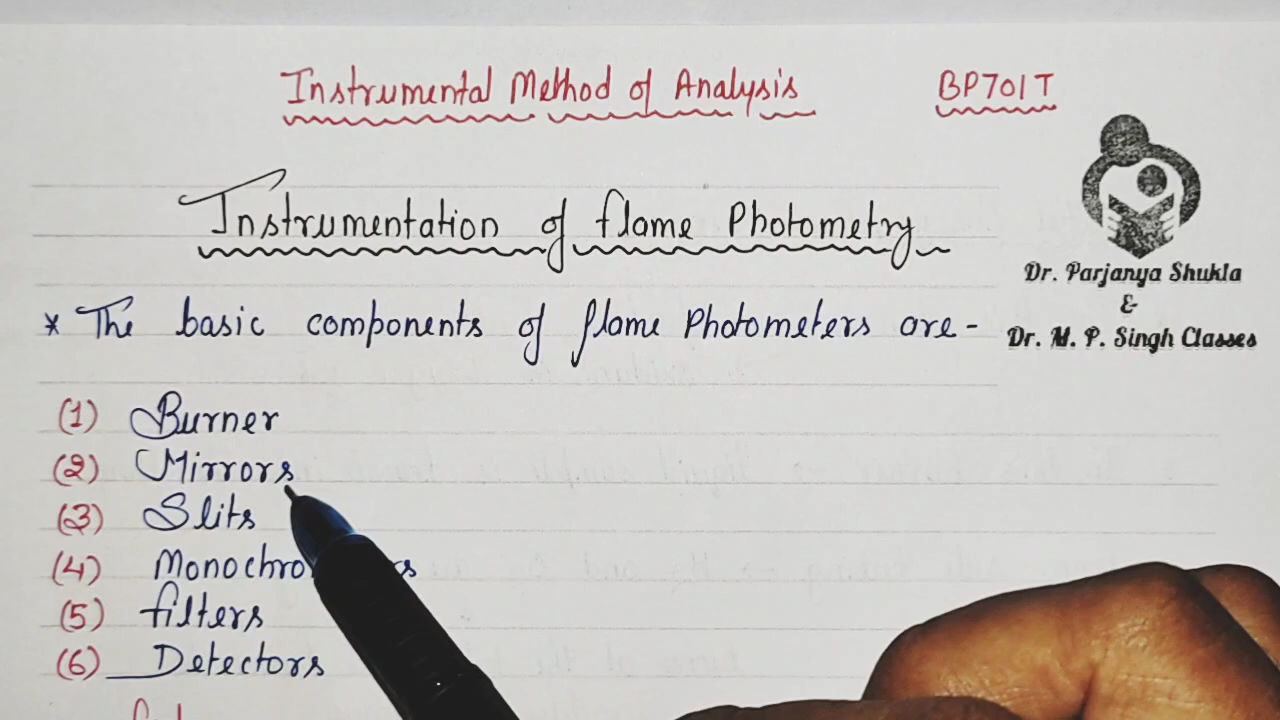 Instrumental Method of Analysis BP701T
Instrumentation of flame Photometry
Dr. Parjanya Shukla
&
Dr. M. P. Singh Classes
* The basic components of flame Photometers are-
(1) Burner
(2) Mirrors
(3) Slits
(4)
(5) filters
(6) Detectors